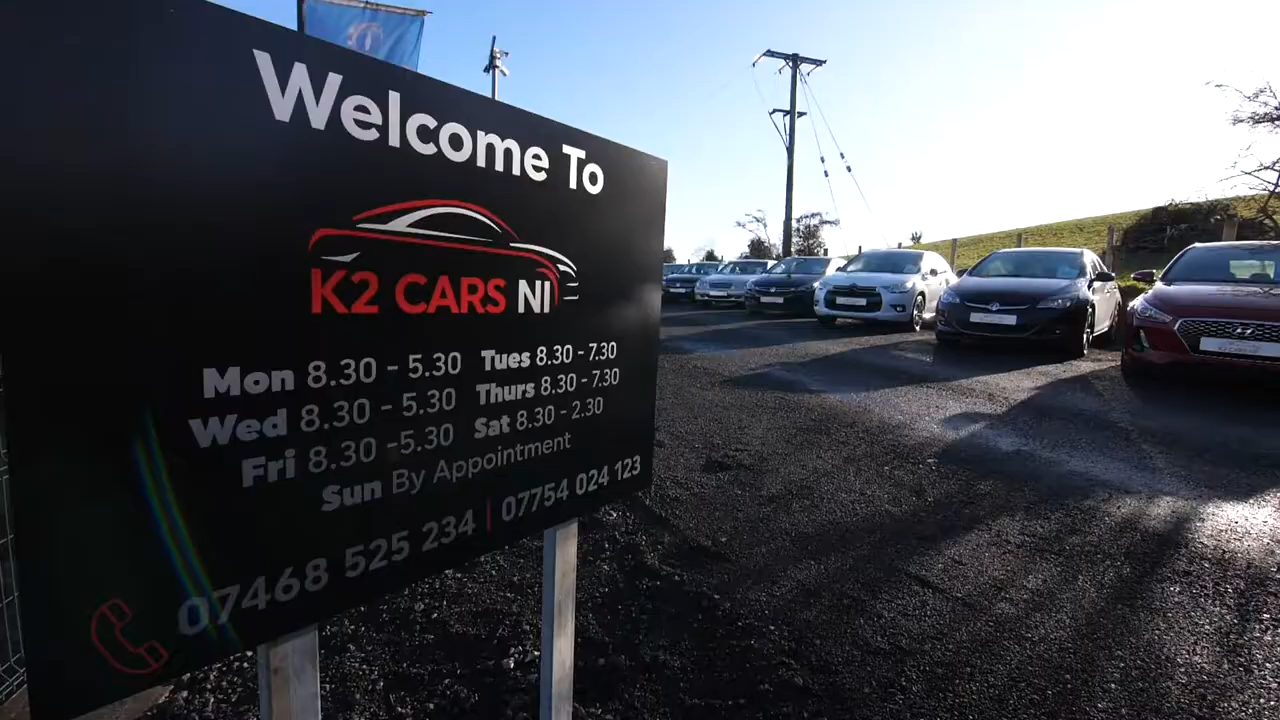 Welcome To
K2 CARS NI
Mon 8.30 - 5.30 Tues 8.30 - 7.30
Wed 8.30 - 5.30 Thurs 8.30 - 7.30
Fri 8.30 -5.30 Sat 8.30 - 2.30
Sun By Appointment
07468 525 234 | 07754 024 123